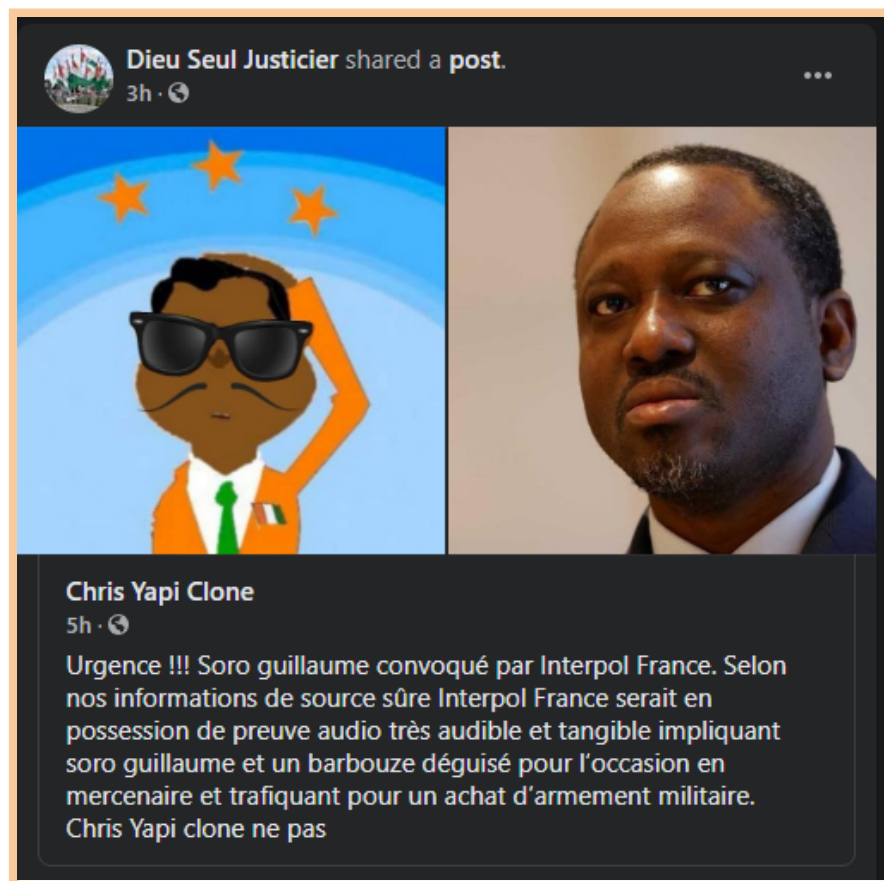 Dieu Seul Justicier shared a post.
3h ·
Chris Yapi Clone
5h ·
Urgence !!! Soro guillaume convoqué par Interpol France. Selon
nos informations de source sûre Interpol France serait en
possession de preuve audio très audible et tangible impliquant
soro guillaume et un barbouze déguisé pour l'occasion en
mercenaire et trafiquant pour un achat d'armement militaire.
Chris Yapi clone ne pas